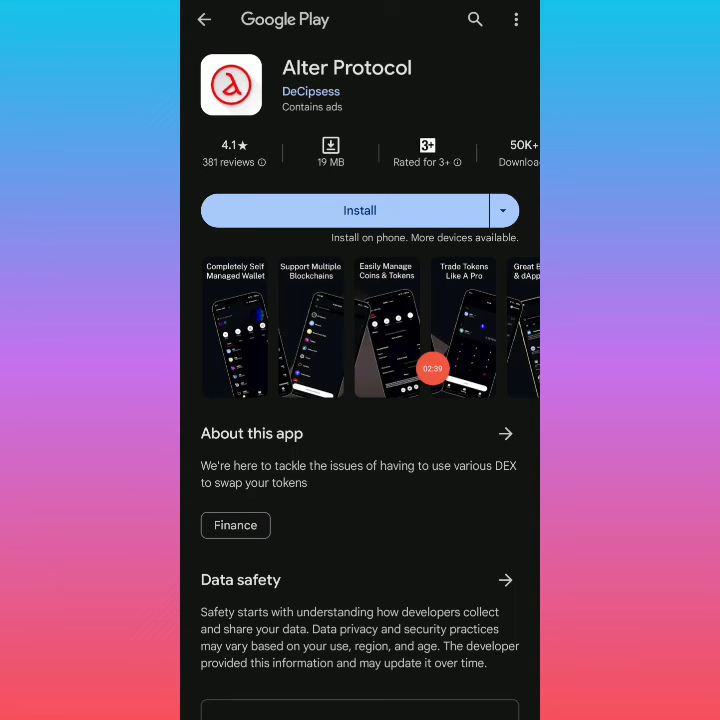 Google Play
Alter Protocol
DeCipsess
Contains ads
4.1★
381 reviews
19 MB
3+
Rated for 3+
50K+
Downloa
Install
Install on phone. More devices available.
Completely Self
Managed Wallet
Support Multiple
Blockchains
Easily Manage
Coins & Tokens
Trade Tokens
Like A Pro
Great B
& dApp
02:39
About this app
We're here to tackle the issues of having to use various DEX
to swap your tokens
Finance
Data safety
Safety starts with understanding how developers collect
and share your data. Data privacy and security practices
may vary based on your use, region, and age. The developer
provided this information and may update it over time.